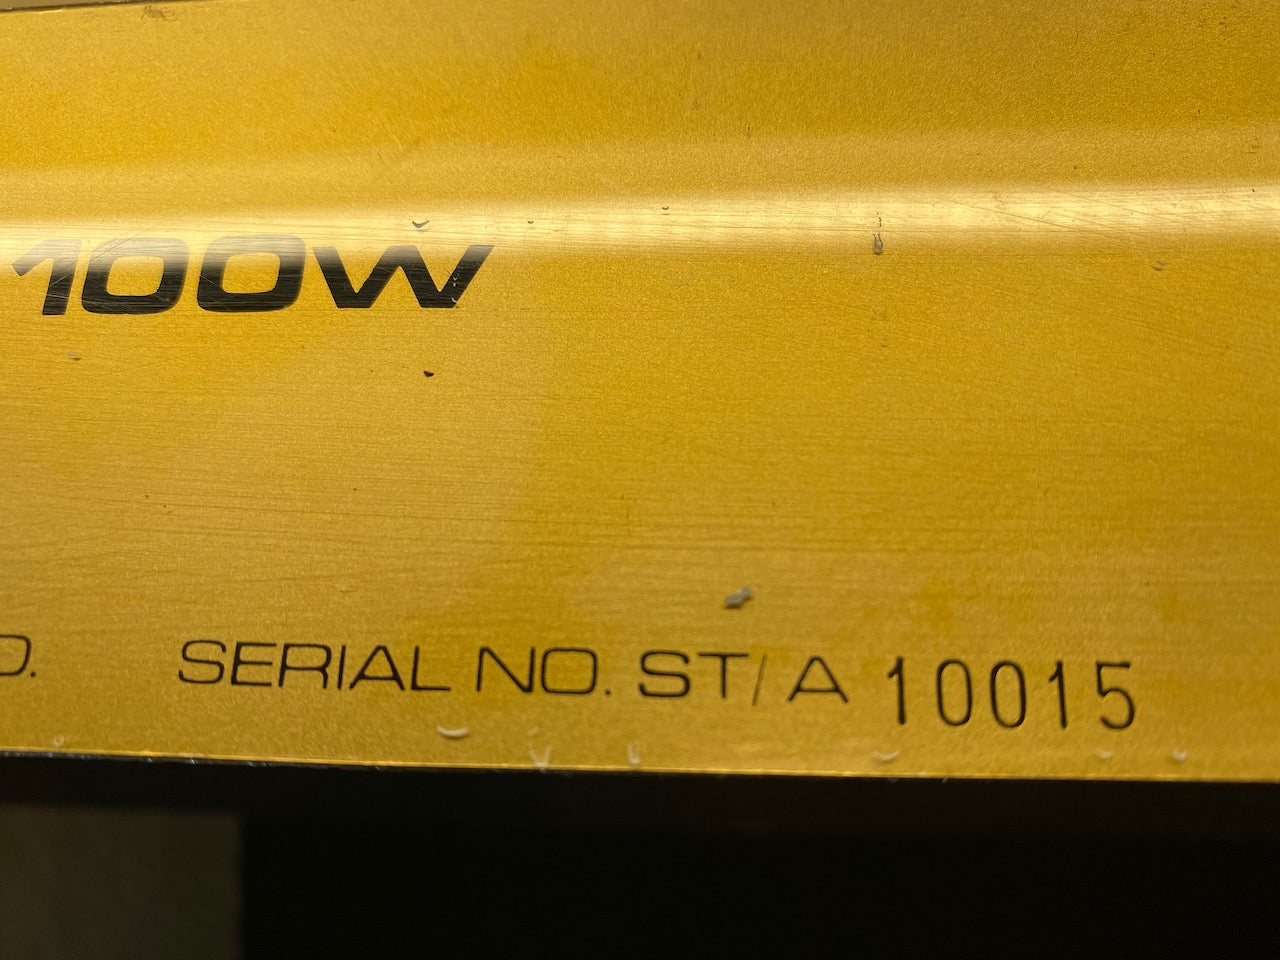 100W
D. SERIAL NO. ST/A 10015